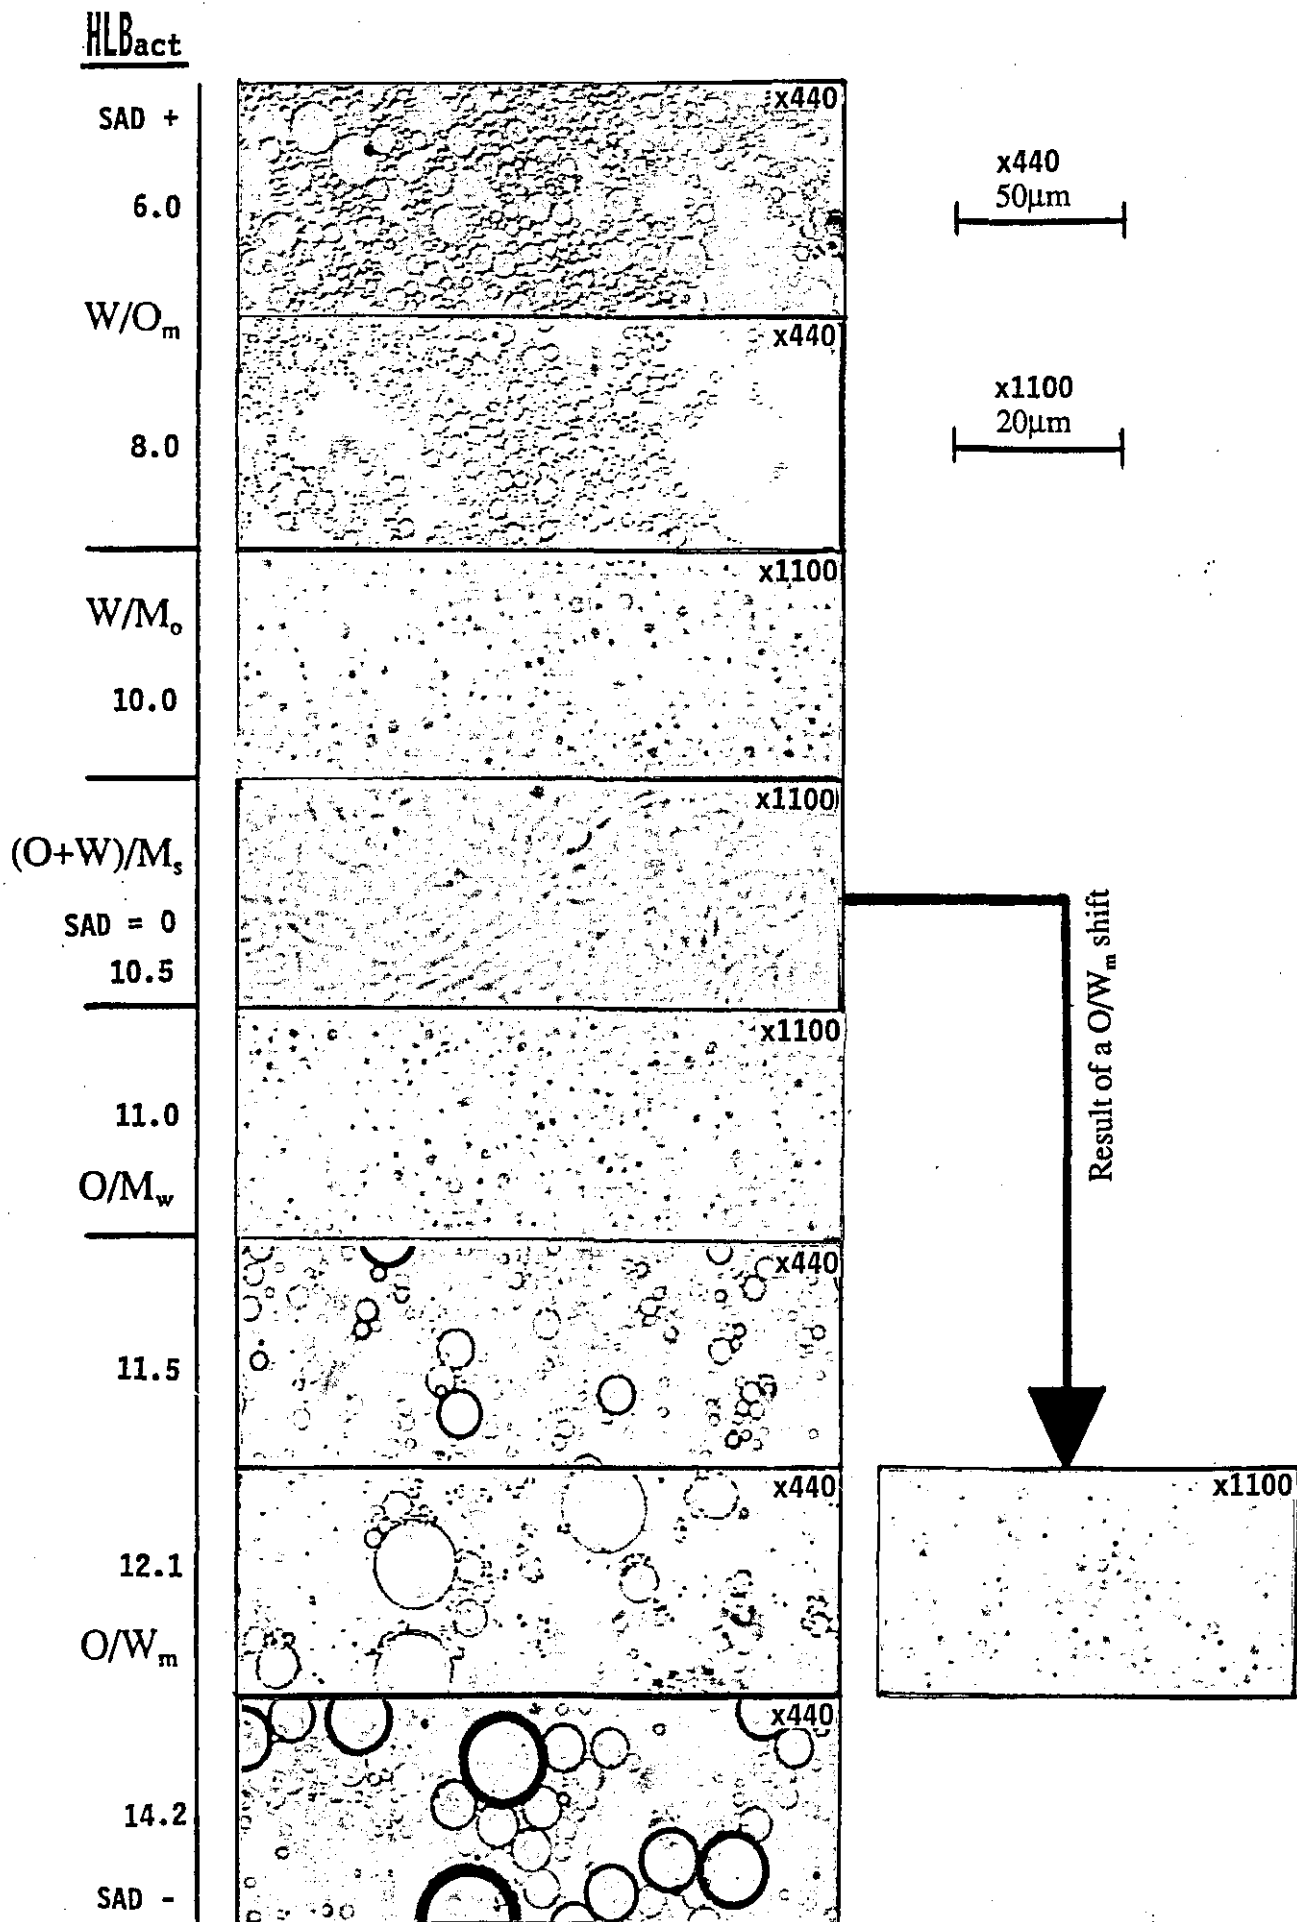 HLBact
SAD +
6.0
W/Om
8.0
W/Mo
10.0
(O+W)/Ms
SAD = 0
10.5
11.0
O/Mw
11.5
12.1
O/Wm
14.2
SAD -
x440
x440
x1100
x1100
x1100
x440
x440
x440
x440
50μm
x1100
20μm
Result of a O/Wm shift
x1100